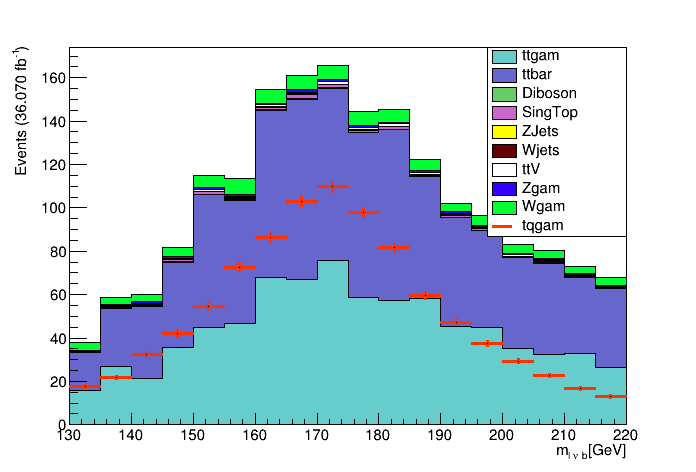 Events (36.070 fb⁻¹)
160
140
120
100
80
60
40
20
0
ttgam
ttbar
Diboson
SingTop
ZJets
Wjets
ttV
Zgam
Wgam
tqgam
130 140 150 160 170 180 190 200 210 220
m_{l ν b}[GeV]